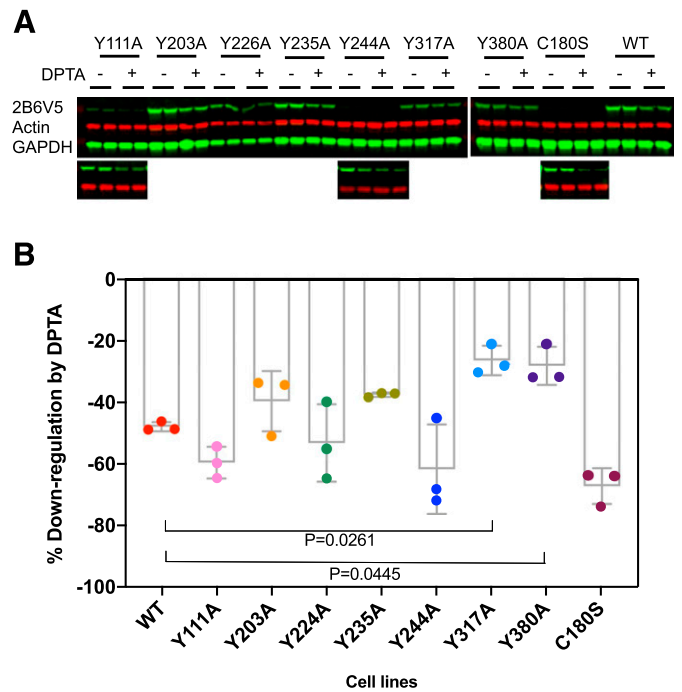 A
Y111A Y203A Y226A Y235A Y244A Y317A Y380A C180S WT
DPTA - + - + - + - + - + - + - + - + - +
2B6V5
Actin
GAPDH
B
% Down-regulation by DPTA
0
-20
-40
-60
-80
-100
P=0.0261
P=0.0445
WT Y111A Y203A Y224A Y235A Y244A Y317A Y380A C180S
Cell lines